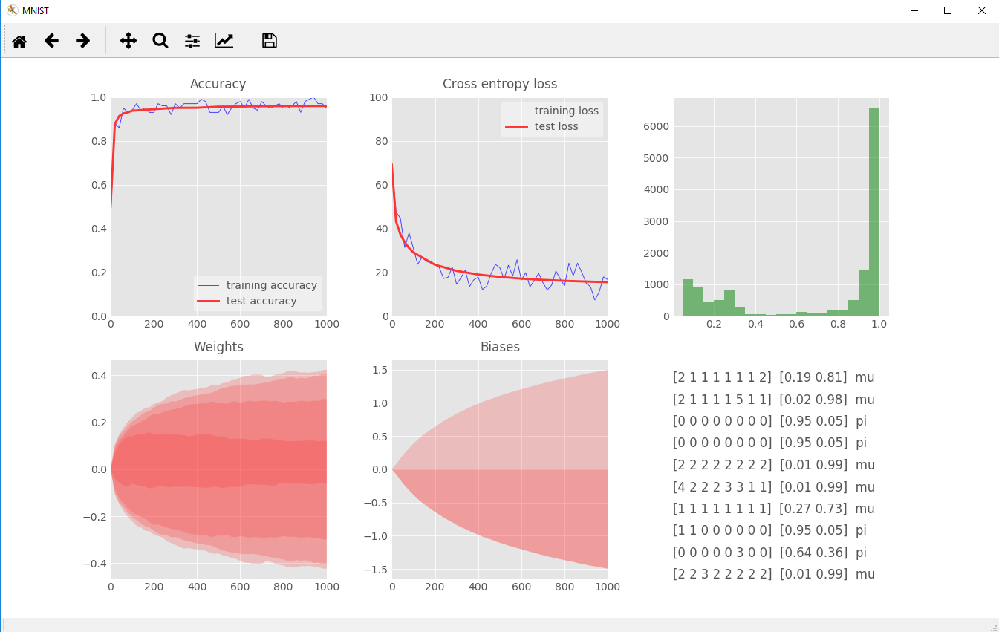 MNIST
Accuracy
1.0
0.8
0.6
0.4
0.2
0.0
training accuracy
test accuracy
0 200 400 600 800 1000
Cross entropy loss
100
80
60
40
20
0
training loss
test loss
0 200 400 600 800 1000
6000
5000
4000
3000
2000
1000
0
0.2 0.4 0.6 0.8 1.0
Weights
0.4
0.2
0.0
−0.2
−0.4
0 200 400 600 800 1000
Biases
1.5
1.0
0.5
0.0
−0.5
−1.0
−1.5
0 200 400 600 800 1000
[2 1 1 1 1 1 1 2] [0.19 0.81] mu
[2 1 1 1 1 5 1 1] [0.02 0.98] mu
[0 0 0 0 0 0 0 0] [0.95 0.05] pi
[0 0 0 0 0 0 0 0] [0.95 0.05] pi
[2 2 2 2 2 2 2 2] [0.01 0.99] mu
[4 2 2 2 3 3 1 1] [0.01 0.99] mu
[1 1 1 1 1 1 1 1] [0.27 0.73] mu
[1 1 0 0 0 0 0 0] [0.95 0.05] pi
[0 0 0 0 0 3 0 0] [0.64 0.36] pi
[2 2 3 2 2 2 2 2] [0.01 0.99] mu